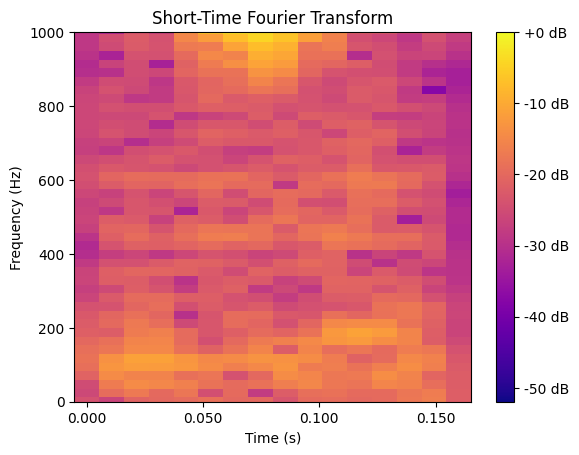 Short-Time Fourier Transform
1000
800
600
400
200
0
Frequency (Hz)
0.000
0.050
0.100
0.150
Time (s)
+0 dB
-10 dB
-20 dB
-30 dB
-40 dB
-50 dB